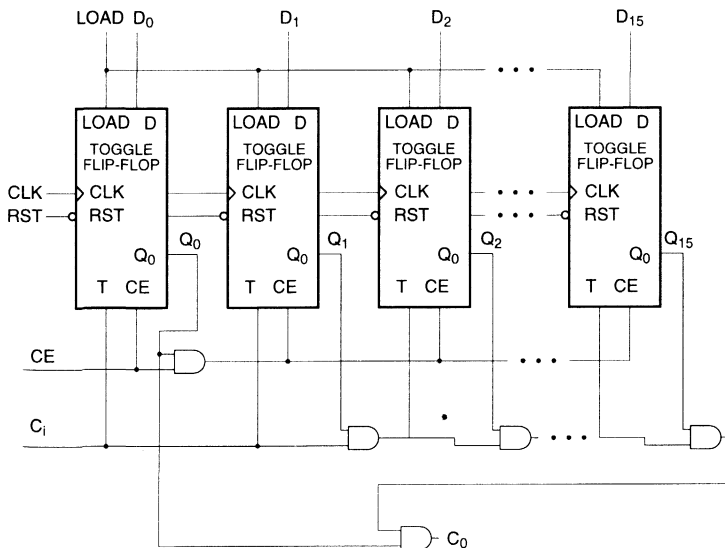 LOAD D0 D1 D2 D15
LOAD D LOAD D LOAD D LOAD D
TOGGLE TOGGLE TOGGLE TOGGLE
FLIP-FLOP FLIP-FLOP FLIP-FLOP FLIP-FLOP
CLK CLK CLK CLK CLK
RST RST RST RST RST
Q0 Q1 Q2 Q15
Q0 Q0 Q0 Q0
T CE T CE T CE T CE
CE
Ci
C0